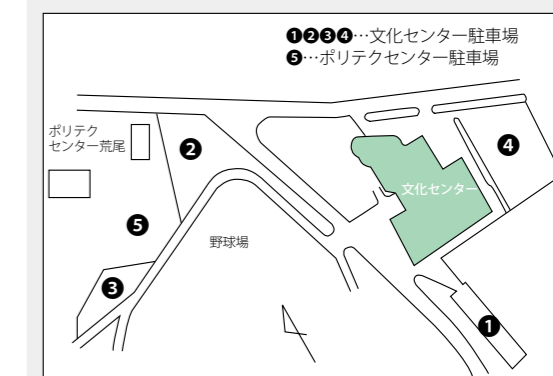 ❶❷❸❹…文化センター駐車場
❺…ポリテクセンター駐車場
ポリテク
センター荒尾
❷
❹
文化センター
❺
野球場
❸
❶